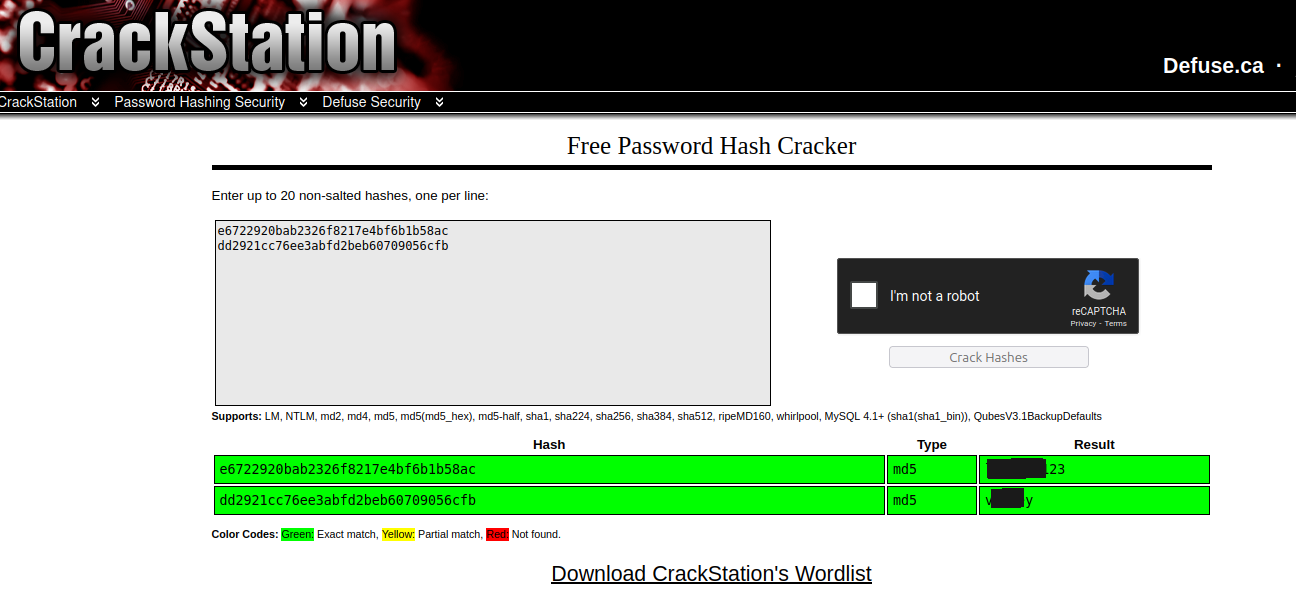 CrackStation
Defuse.ca ·
CrackStation Password Hashing Security Defuse Security
Free Password Hash Cracker
Enter up to 20 non-salted hashes, one per line:
e6722920bab2326f8217e4bf6b1b58ac
dd2921cc76ee3abfd2beb60709056cfb
I'm not a robot
reCAPTCHA
Privacy - Terms
Crack Hashes
Supports: LM, NTLM, md2, md4, md5, md5(md5_hex), md5-half, sha1, sha224, sha256, sha384, sha512, ripeMD160, whirlpool, MySQL 4.1+ (sha1(sha1_bin)), QubesV3.1BackupDefaults
Hash Type Result
e6722920bab2326f8217e4bf6b1b58ac md5
dd2921cc76ee3abfd2beb60709056cfb md5
Color Codes: Green: Exact match, Yellow: Partial match, Red: Not found.
Download CrackStation's Wordlist